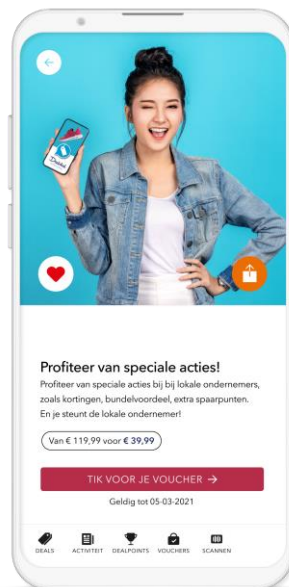 Profiteer van speciale acties!
Profiteer van speciale acties bij bij lokale ondernemers,
zoals kortingen, bundelvoordeel, extra spaarpunten.
En je steunt de lokale ondernemer!
Van € 119,99 voor € 39,99
TIK VOOR JE VOUCHER →
Geldig tot 05-03-2021
DEALS ACTIVITEIT DEALPOINTS VOUCHERS SCANNEN